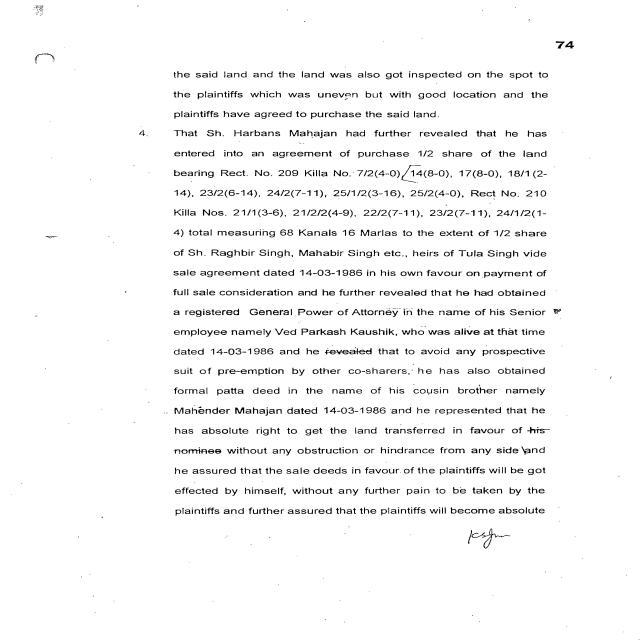 74
the said land and the land was also got inspected on the spot to
the plaintiffs which was uneven but with good location and the
plaintiffs have agreed to purchase the said land.
4. That Sh. Harbans Mahajan had further revealed that he has
entered into an agreement of purchase 1/2 share of the land
bearing Rect. No. 209 Killa No. 7/2(4-0), 14(8-0), 17(8-0), 18/1(2-
14), 23/2(6-14), 24/2(7-11), 25/1/2(3-16), 25/2(4-0), Rect No. 210
Killa Nos. 21/1(3-6), 21/2/2(4-9), 22/2(7-11), 23/2(7-11), 24/1/2(1-
4) total measuring 68 Kanals 16 Marlas to the extent of 1/2 share
of Sh. Raghbir Singh, Mahabir Singh etc., heirs of Tula Singh vide
sale agreement dated 14-03-1986 in his own favour on payment of
full sale consideration and he further revealed that he had obtained
a registered General Power of Attorney in the name of his Senior
employee namely Ved Parkash Kaushik, who was alive at that time
dated 14-03-1986 and he revealed that to avoid any prospective
suit of pre-emption by other co-sharers, he has also obtained
formal patta deed in the name of his cousin brother namely
Mahender Mahajan dated 14-03-1986 and he represented that he
has absolute right to get the land transferred in favour of his
nominee without any obstruction or hindrance from any side and
he assured that the sale deeds in favour of the plaintiffs will be got
effected by himself, without any further pain to be taken by the
plaintiffs and further assured that the plaintiffs will become absolute